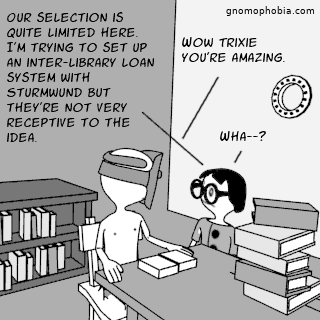 gnomophobia.com
OUR SELECTION IS
QUITE LIMITED HERE.
I'M TRYING TO SET UP
AN INTER-LIBRARY LOAN
SYSTEM WITH
STURMWUND BUT
THEY'RE NOT VERY
RECEPTIVE TO THE
IDEA.
WOW TRIXIE
YOU'RE AMAZING.
WHA--?